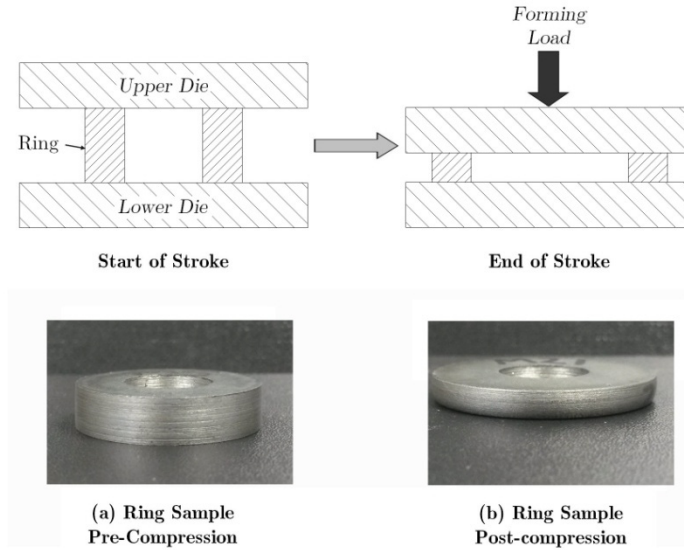 Forming
Load
Upper Die
Ring
Lower Die
Start of Stroke
End of Stroke
(a) Ring Sample
Pre-Compression
(b) Ring Sample
Post-compression